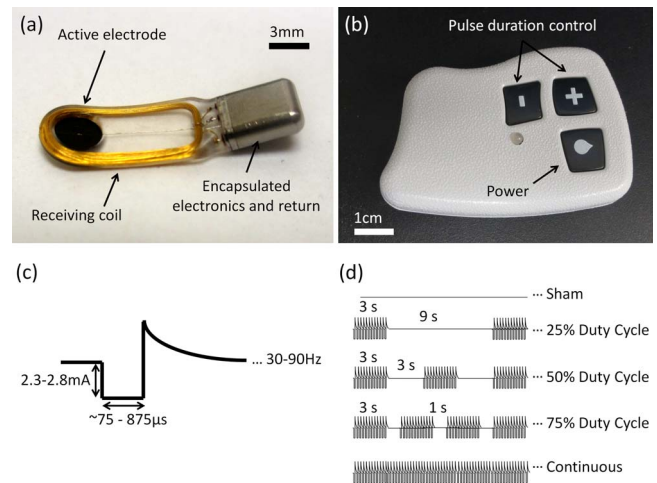 (a)
Active electrode
3mm
Receiving coil
Encapsulated
electronics and return
(b)
Pulse duration control
-
+
Power
1cm
(c)
2.3-2.8mA
... 30-90Hz
~75 - 875µs
(d)
... Sham
3 s
9 s
... 25% Duty Cycle
3 s
3 s
... 50% Duty Cycle
3 s
1 s
... 75% Duty Cycle
... Continuous